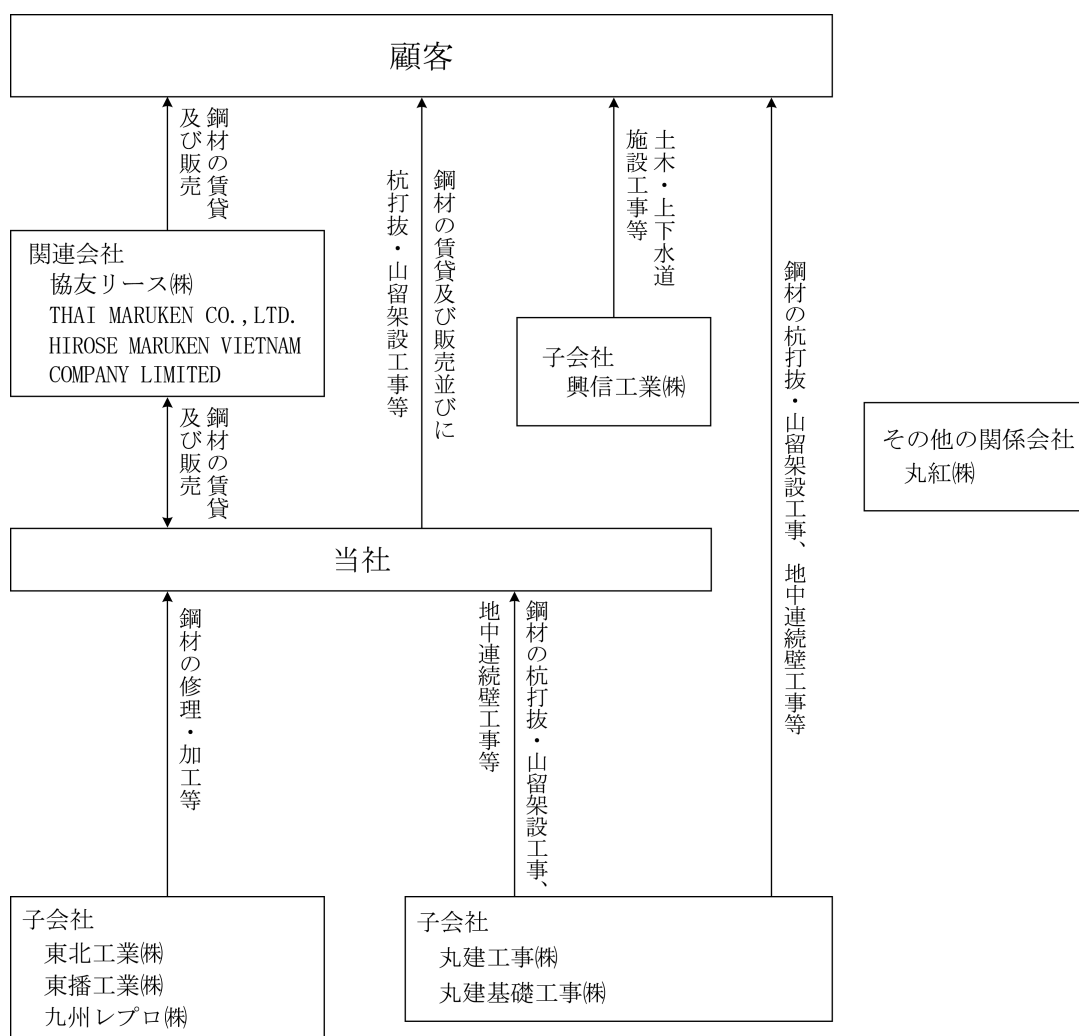 顧客
鋼材の賃貸
及び販売
鋼材の賃貸及び販売並びに
杭打抜・山留架設工事等
土木・上下水道
施設工事等
鋼材の杭打抜・山留架設工事、地中連続壁工事等
関連会社
協友リース㈱
THAI MARUKEN CO.,LTD.
HIROSE MARUKEN VIETNAM
COMPANY LIMITED
子会社
興信工業㈱
その他の関係会社
丸紅㈱
鋼材の賃貸
及び販売
当社
鋼材の修理・加工等
鋼材の杭打抜・山留架設工事、
地中連続壁工事等
子会社
東北工業㈱
東播工業㈱
九州レプロ㈱
子会社
丸建工事㈱
丸建基礎工事㈱